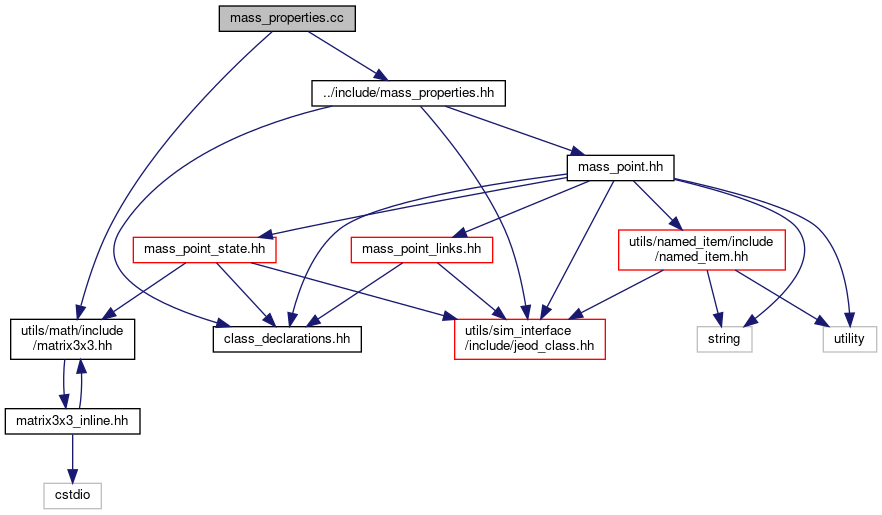 mass_properties.cc
../include/mass_properties.hh
mass_point.hh
mass_point_state.hh
mass_point_links.hh
utils/named_item/include
/named_item.hh
utils/math/include
/matrix3x3.hh
class_declarations.hh
utils/sim_interface
/include/jeod_class.hh
string
utility
matrix3x3_inline.hh
cstdio